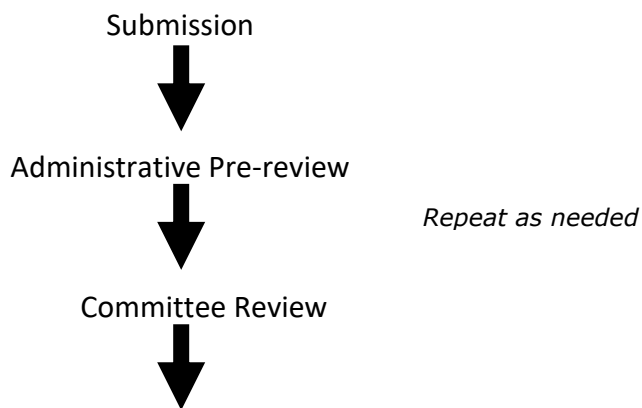 Submission
Administrative Pre-review
Repeat as needed
Committee Review